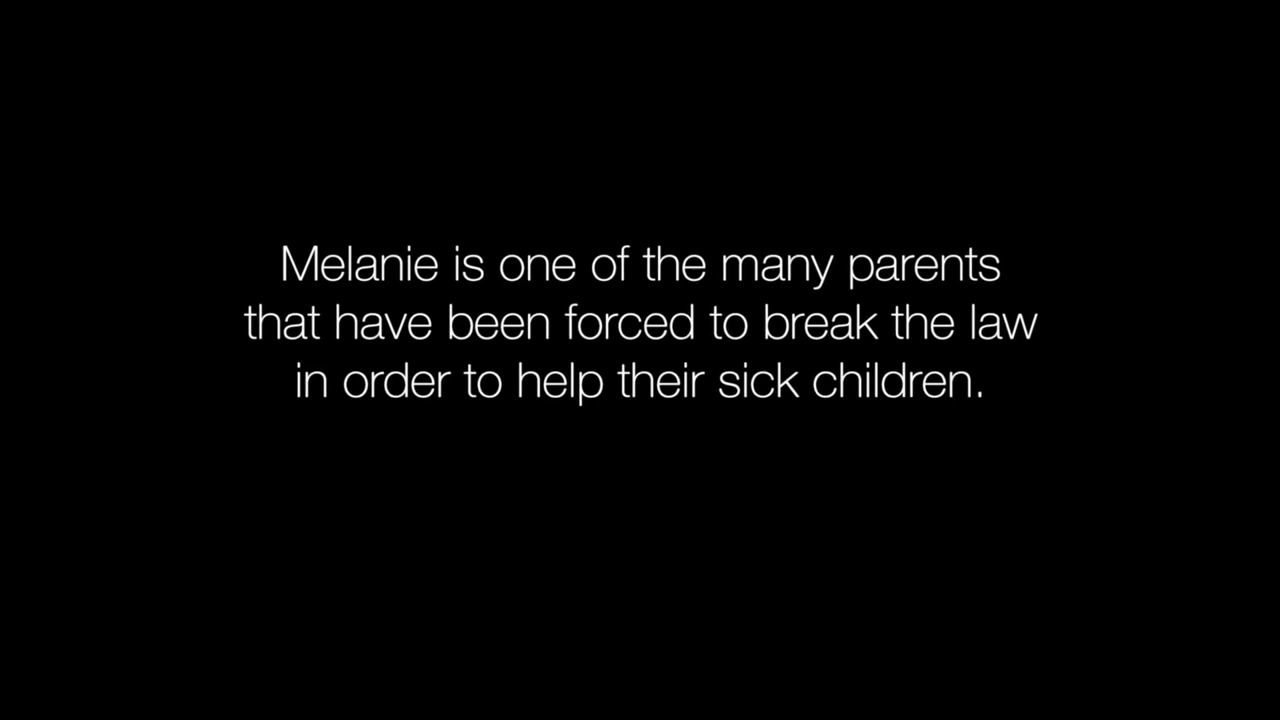 Melanie is one of the many parents
that have been forced to break the law
in order to help their sick children.